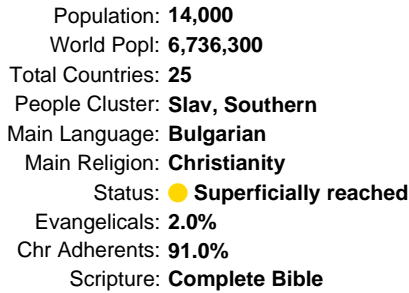 Population: 14,000
World Popl: 6,736,300
Total Countries: 25
People Cluster: Slav, Southern
Main Language: Bulgarian
Main Religion: Christianity
Status: Superficially reached
Evangelicals: 2.0%
Chr Adherents: 91.0%
Scripture: Complete Bible